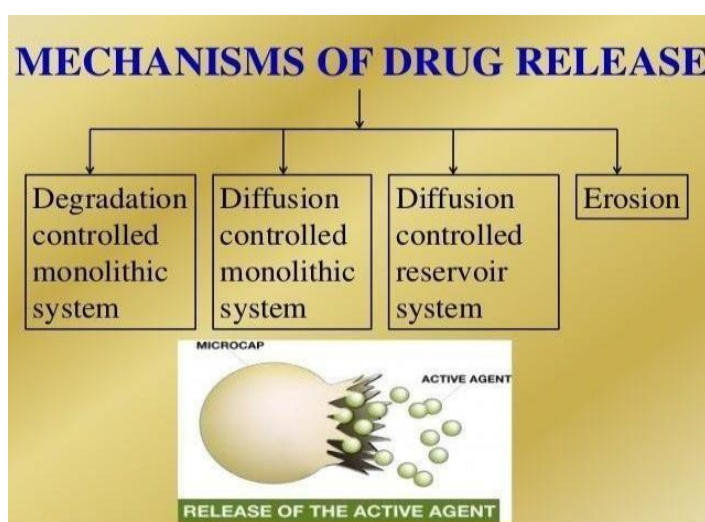 MECHANISMS OF DRUG RELEASE
Degradation
controlled
monolithic
system
Diffusion
controlled
monolithic
system
Diffusion
controlled
reservoir
system
Erosion
MICROCAP
ACTIVE AGENT
RELEASE OF THE ACTIVE AGENT